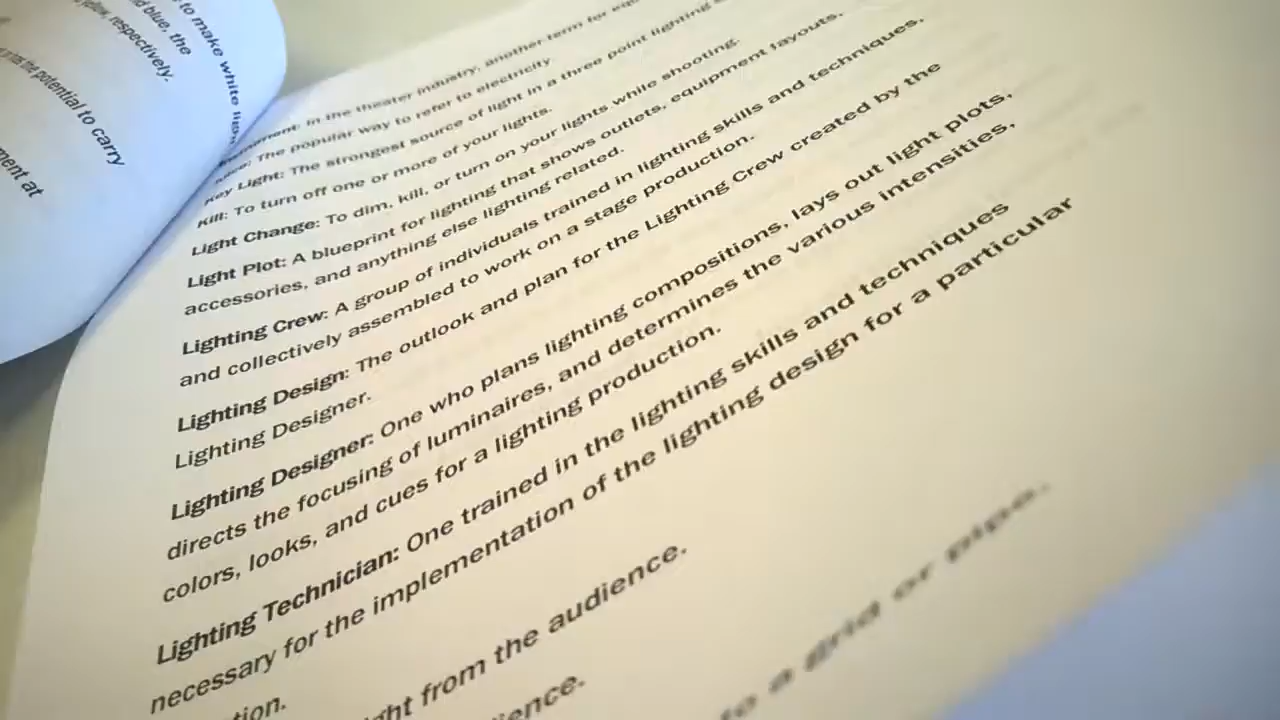 to make white light
and blue, the
yellow, respectively.
the potential to carry
ment at
In the theater industry, another term for
The popular way to refer to electricity.
Key Light: The strongest source of light in a three point lighting
Kill: To turn off one or more of your lights.
Light Change: To dim, kill, or turn on your lights while shooting.
Light Plot: A blueprint for lighting that shows outlets, equipment layouts,
accessories, and anything else lighting related.
Lighting Crew: A group of individuals trained in lighting skills and techniques,
and collectively assembled to work on a stage production.
Lighting Design: The outlook and plan for the Lighting Crew created by the
Lighting Designer.
Lighting Designer: One who plans lighting compositions, lays out light plots,
directs the focusing of luminaires, and determines the various intensities,
colors, looks, and cues for a lighting production.
Lighting Technician: One trained in the lighting skills and techniques
necessary for the implementation of the lighting design for a particular
tion.
ght from the audience.
ience.
to a grid or pipe.